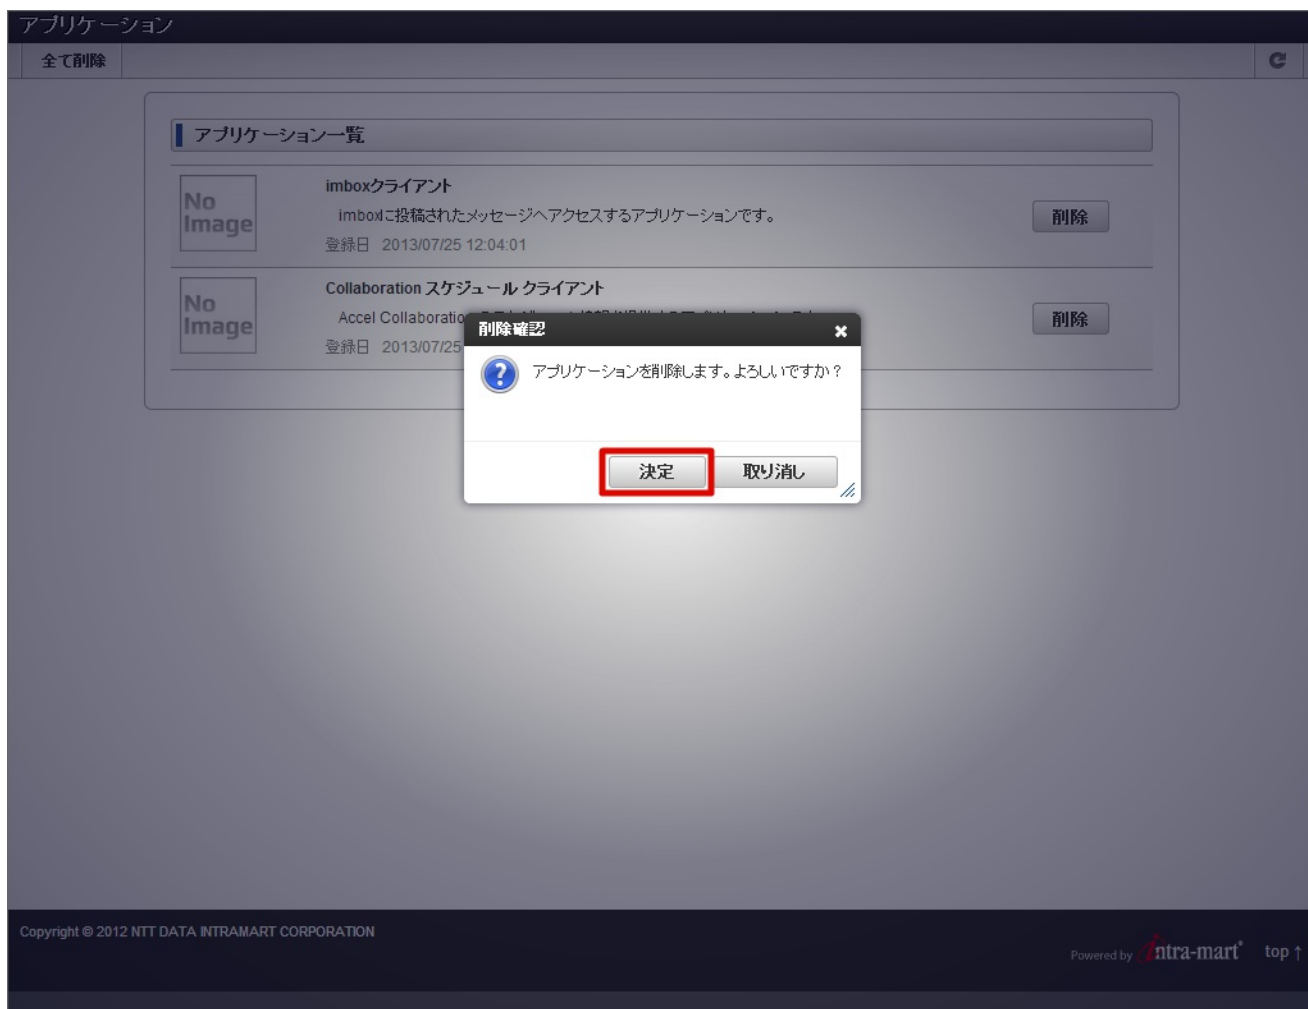 アプリケーション
全て削除
アプリケーション一覧
No Image
imboxクライアント
imboxに投稿されたメッセージへアクセスするアプリケーションです。
登録日 2013/07/25 12:04:01
削除
No Image
Collaboration スケジュール クライアント
Accel Collaboratio
登録日 2013/07/25
削除
削除確認
アプリケーションを削除します。よろしいですか？
決定 取り消し
Copyright © 2012 NTT DATA INTRAMART CORPORATION
Powered by intra-mart
top ↑